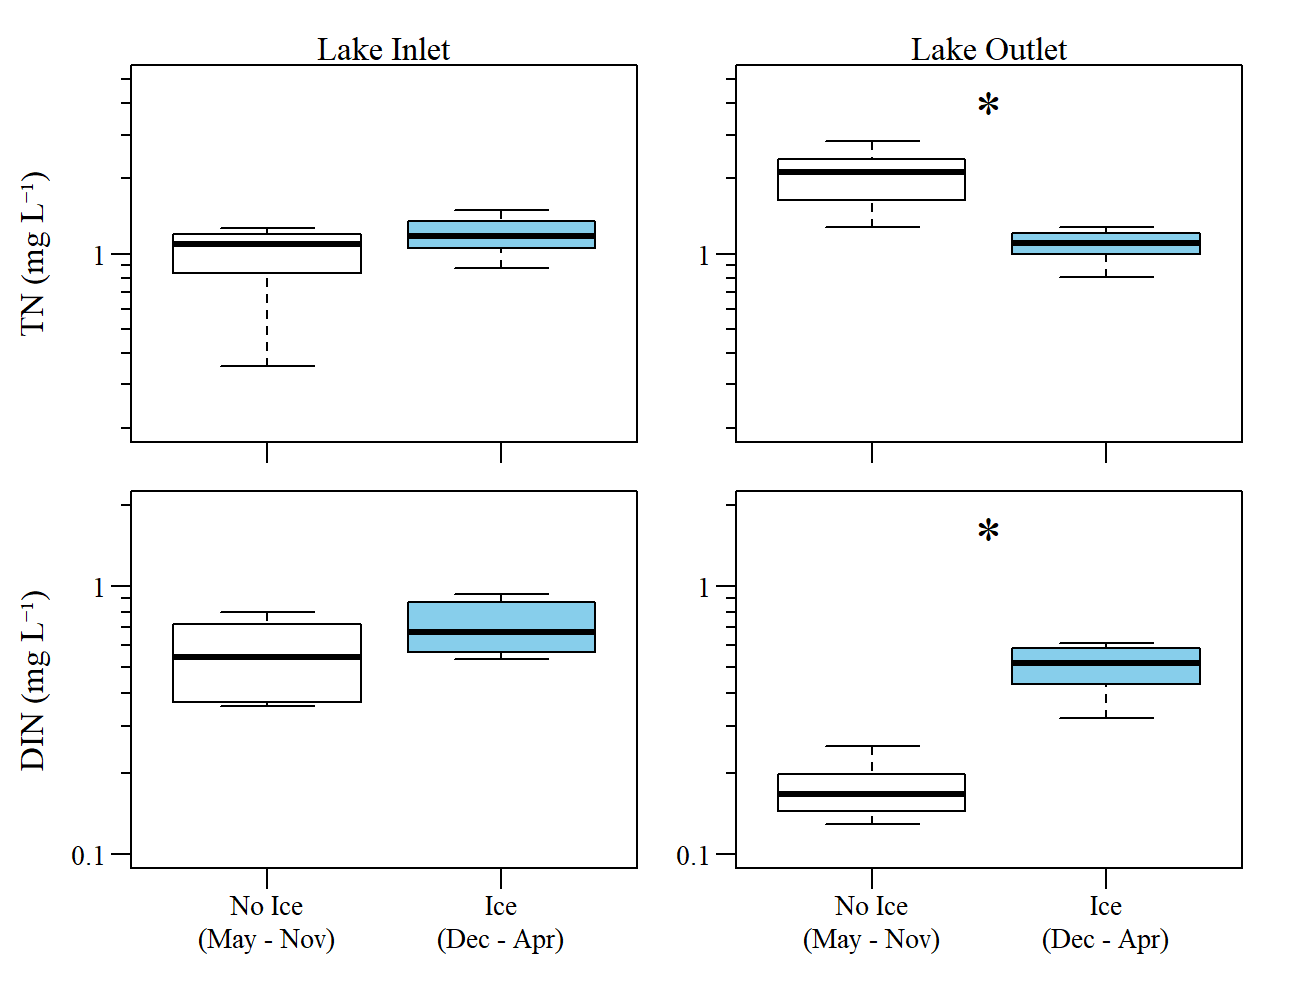 Lake Inlet
Lake Outlet
TN (mg L⁻¹)
1
1
*
DIN (mg L⁻¹)
1
0.1
1
0.1
*
No Ice
(May - Nov)
Ice
(Dec - Apr)
No Ice
(May - Nov)
Ice
(Dec - Apr)